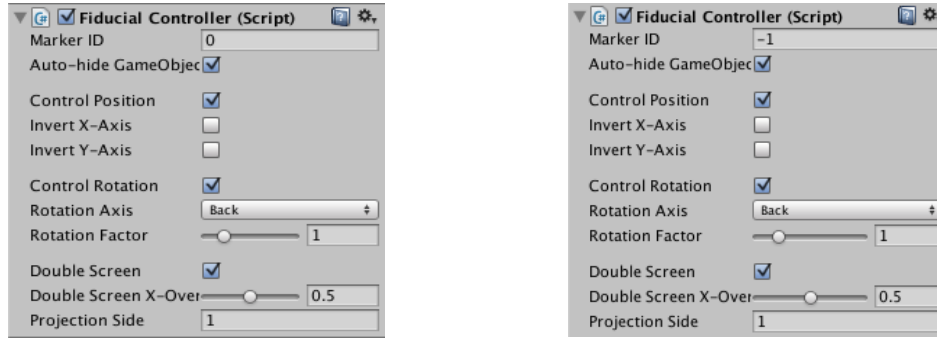 Fiducial Controller (Script)
Marker ID 0
Auto-hide GameObjec
Control Position
Invert X-Axis
Invert Y-Axis
Control Rotation
Rotation Axis Back
Rotation Factor 1
Double Screen
Double Screen X-Over 0.5
Projection Side 1
Fiducial Controller (Script)
Marker ID -1
Auto-hide GameObjec
Control Position
Invert X-Axis
Invert Y-Axis
Control Rotation
Rotation Axis Back
Rotation Factor 1
Double Screen
Double Screen X-Over 0.5
Projection Side 1